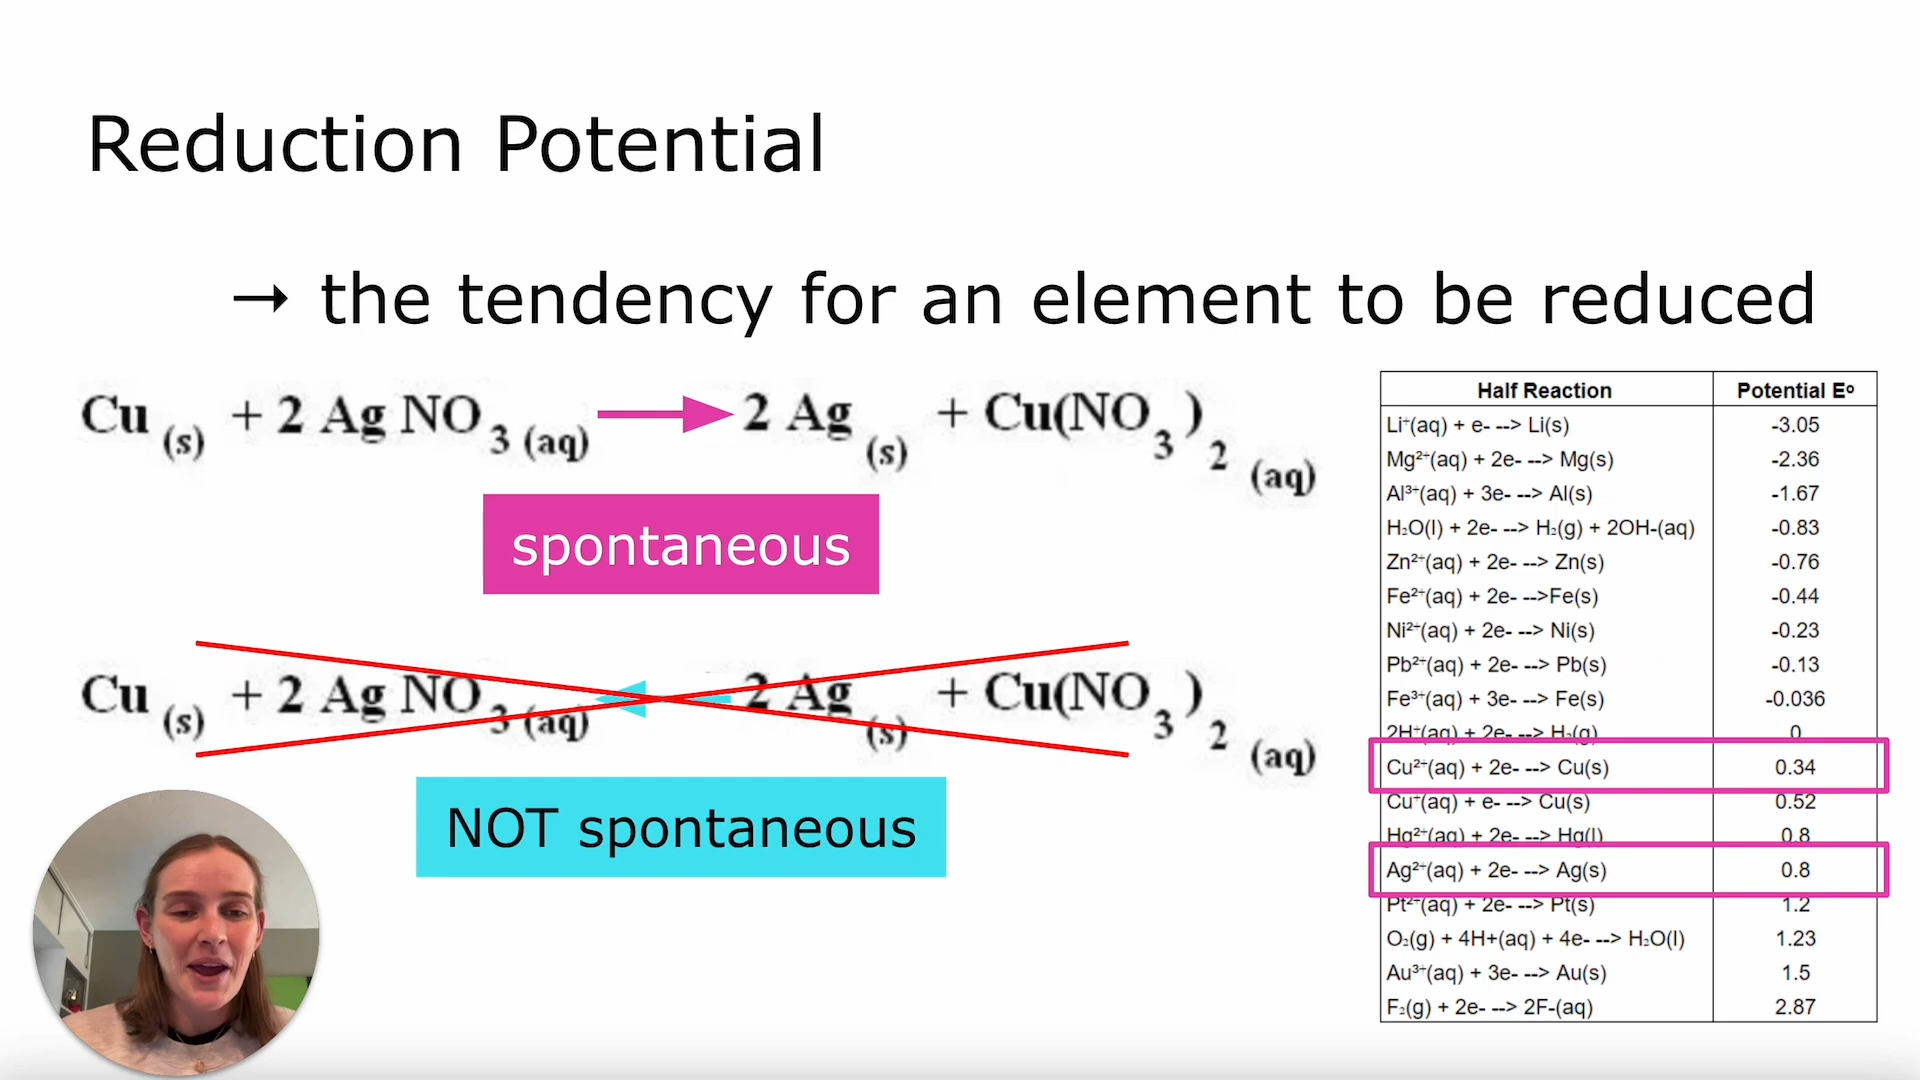 Reduction Potential
→ the tendency for an element to be reduced
Cu (s) + 2 Ag NO3 (aq) → 2 Ag (s) + Cu(NO3)2 (aq)
spontaneous
Cu (s) + 2 Ag NO3 (aq) ← 2 Ag (s) + Cu(NO3)2 (aq)
NOT spontaneous
Half Reaction Potential Eº
Li⁺(aq) + e- --> Li(s) -3.05
Mg²⁺(aq) + 2e- --> Mg(s) -2.36
Al³⁺(aq) + 3e- --> Al(s) -1.67
H₂O(l) + 2e- --> H₂(g) + 2OH-(aq) -0.83
Zn²⁺(aq) + 2e- --> Zn(s) -0.76
Fe²⁺(aq) + 2e- -->Fe(s) -0.44
Ni²⁺(aq) + 2e- --> Ni(s) -0.23
Pb²⁺(aq) + 2e- --> Pb(s) -0.13
Fe³⁺(aq) + 3e- --> Fe(s) -0.036
2H⁺(aq) + 2e- --> H₂(g) 0
Cu²⁺(aq) + 2e- --> Cu(s) 0.34
Cu⁺(aq) + e- --> Cu(s) 0.52
Hg²⁺(aq) + 2e- --> Hg(l) 0.8
Ag²⁺(aq) + 2e- --> Ag(s) 0.8
Pt²⁺(aq) + 2e- --> Pt(s) 1.2
O₂(g) + 4H+(aq) + 4e- --> H₂O(l) 1.23
Au³⁺(aq) + 3e- --> Au(s) 1.5
F₂(g) + 2e- --> 2F-(aq) 2.87